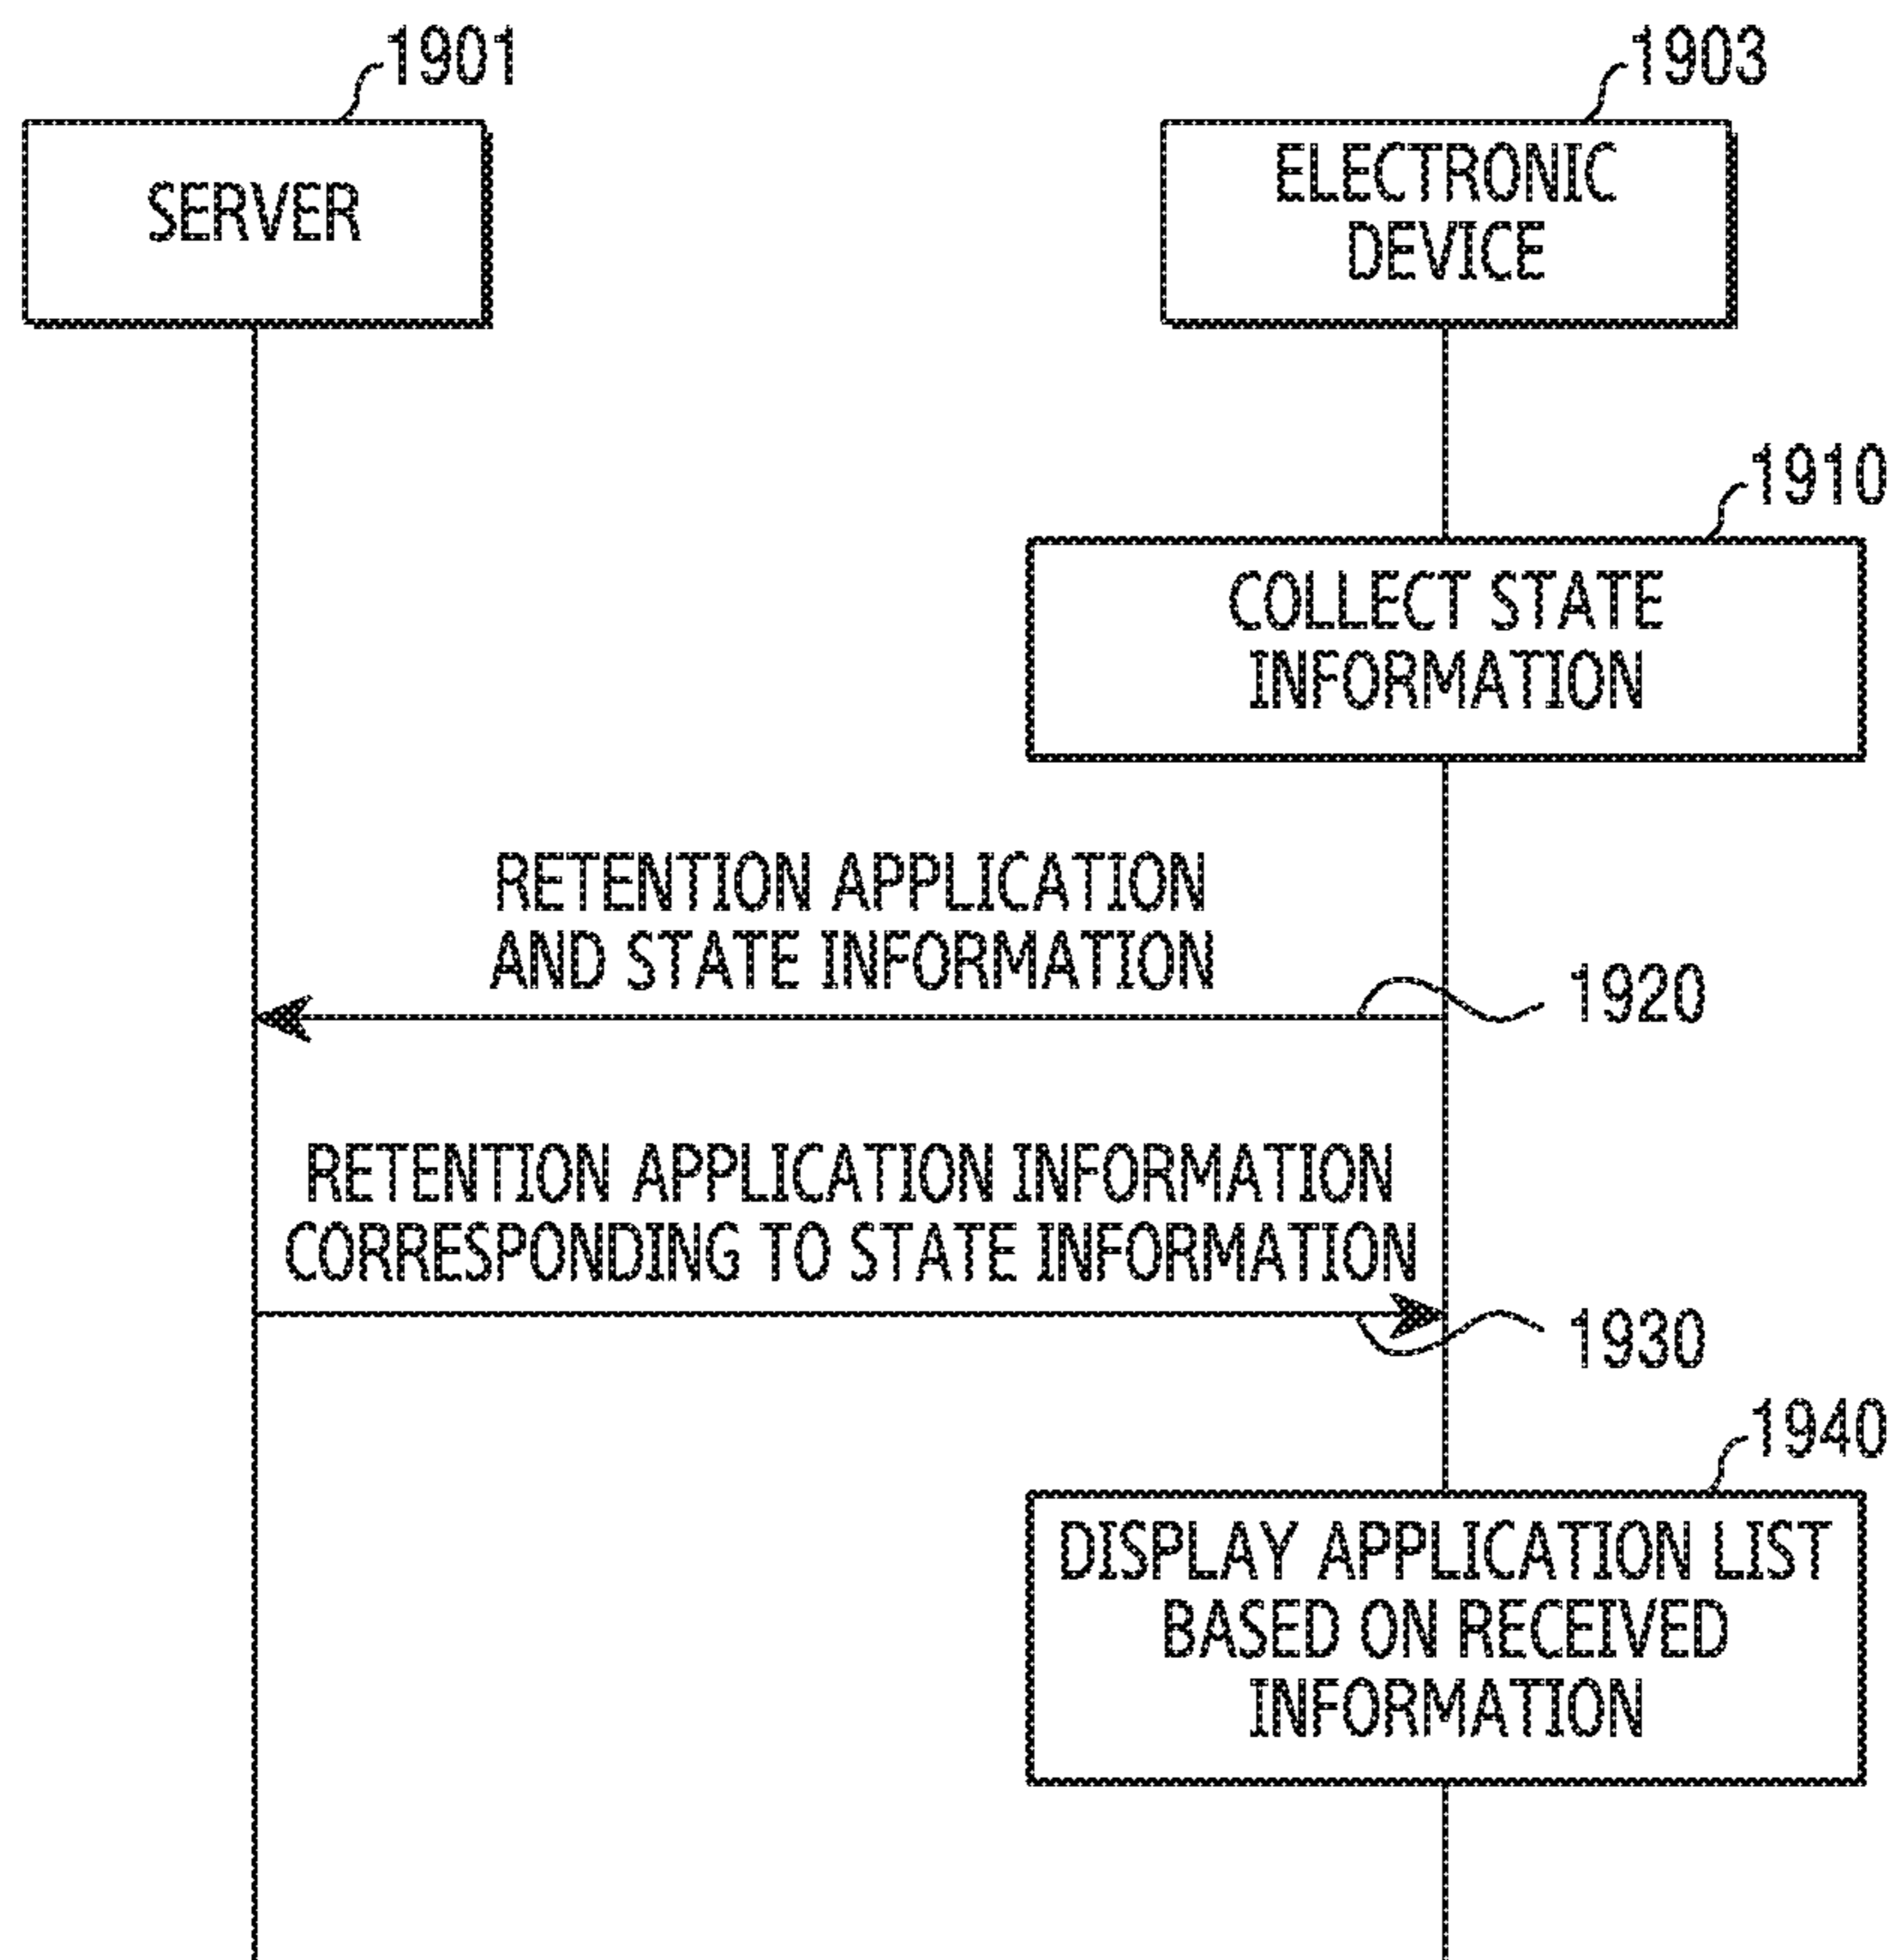 1901
SERVER
1903
ELECTRONIC
DEVICE
1910
COLLECT STATE
INFORMATION
RETENTION APPLICATION
AND STATE INFORMATION
1920
RETENTION APPLICATION INFORMATION
CORRESPONDING TO STATE INFORMATION
1930
1940
DISPLAY APPLICATION LIST
BASED ON RECEIVED
INFORMATION